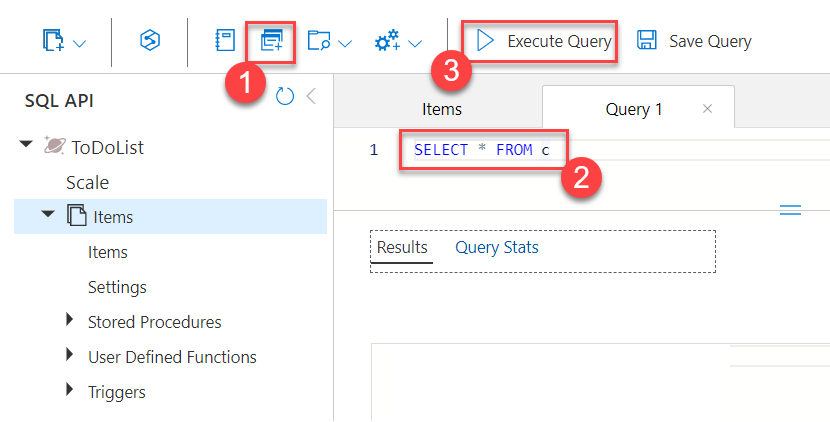 Execute Query
Save Query
1
3
SQL API
Items
Query 1
1 SELECT * FROM c
2
ToDoList
Scale
Items
Items
Settings
Stored Procedures
User Defined Functions
Triggers
Results
Query Stats